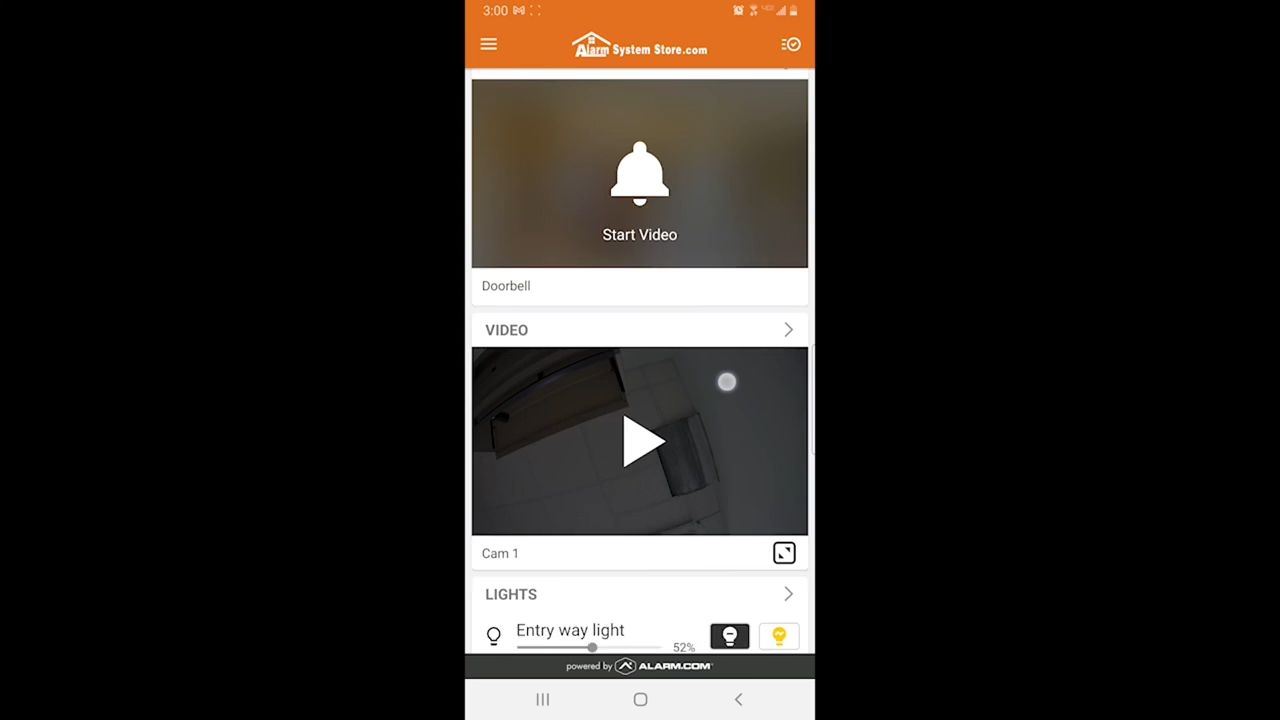 3:00
Alarm System Store.com
Start Video
Doorbell
VIDEO
Cam 1
LIGHTS
Entry way light
52%
powered by ALARM.COM